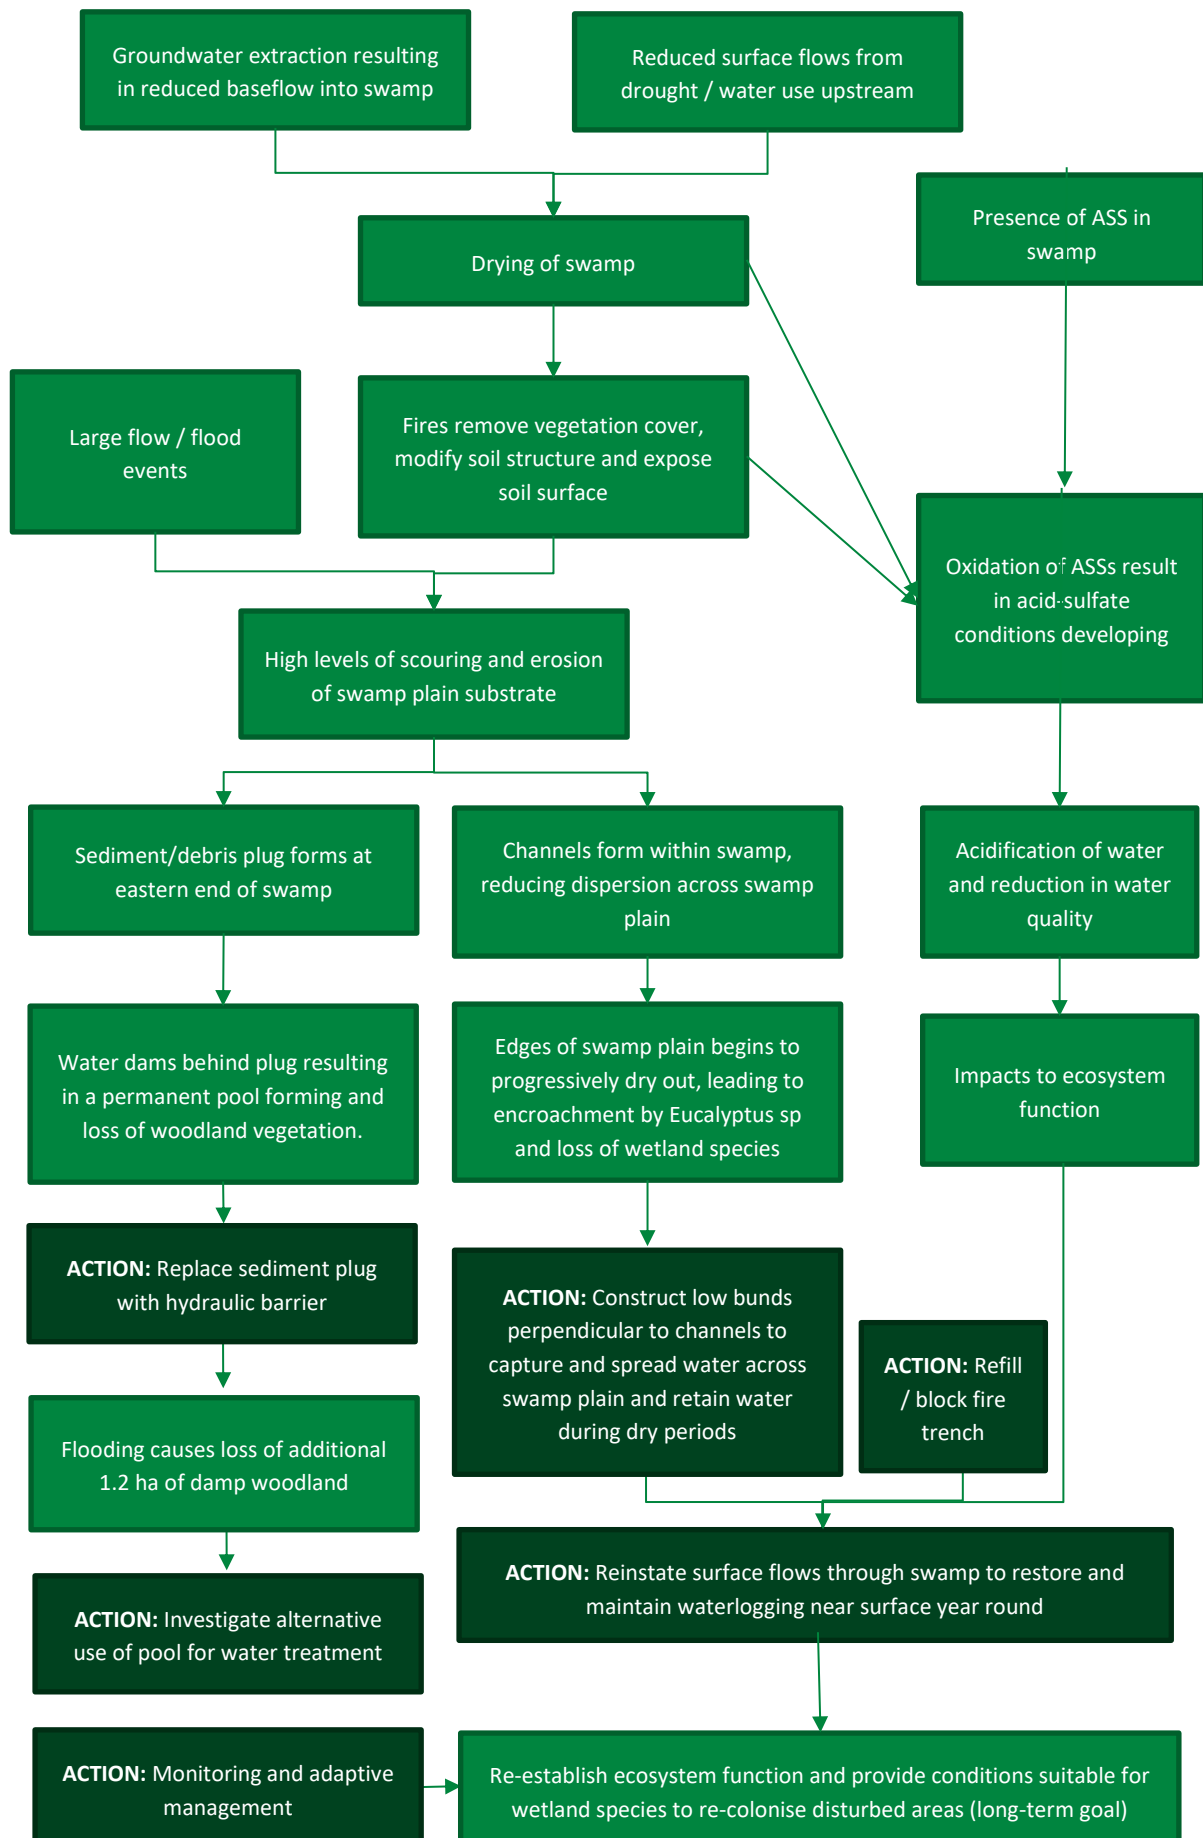 Groundwater extraction resulting
in reduced baseflow into swamp
Reduced surface flows from
drought / water use upstream
Presence of ASS in
swamp
Drying of swamp
Large flow / flood
events
Fires remove vegetation cover,
modify soil structure and expose
soil surface
Oxidation of ASSs result
in acid-sulfate
conditions developing
High levels of scouring and erosion
of swamp plain substrate
Sediment/debris plug forms at
eastern end of swamp
Channels form within swamp,
reducing dispersion across swamp
plain
Acidification of water
and reduction in water
quality
Water dams behind plug resulting
in a permanent pool forming and
loss of woodland vegetation.
Edges of swamp plain begins to
progressively dry out, leading to
encroachment by Eucalyptus sp
and loss of wetland species
Impacts to ecosystem
function
ACTION: Replace sediment plug
with hydraulic barrier
ACTION: Construct low bunds
perpendicular to channels to
capture and spread water across
swamp plain and retain water
during dry periods
ACTION: Refill
/ block fire
trench
Flooding causes loss of additional
1.2 ha of damp woodland
ACTION: Reinstate surface flows through swamp to restore and
maintain waterlogging near surface year round
ACTION: Investigate alternative
use of pool for water treatment
ACTION: Monitoring and adaptive
management
Re-establish ecosystem function and provide conditions suitable for
wetland species to re-colonise disturbed areas (long-term goal)